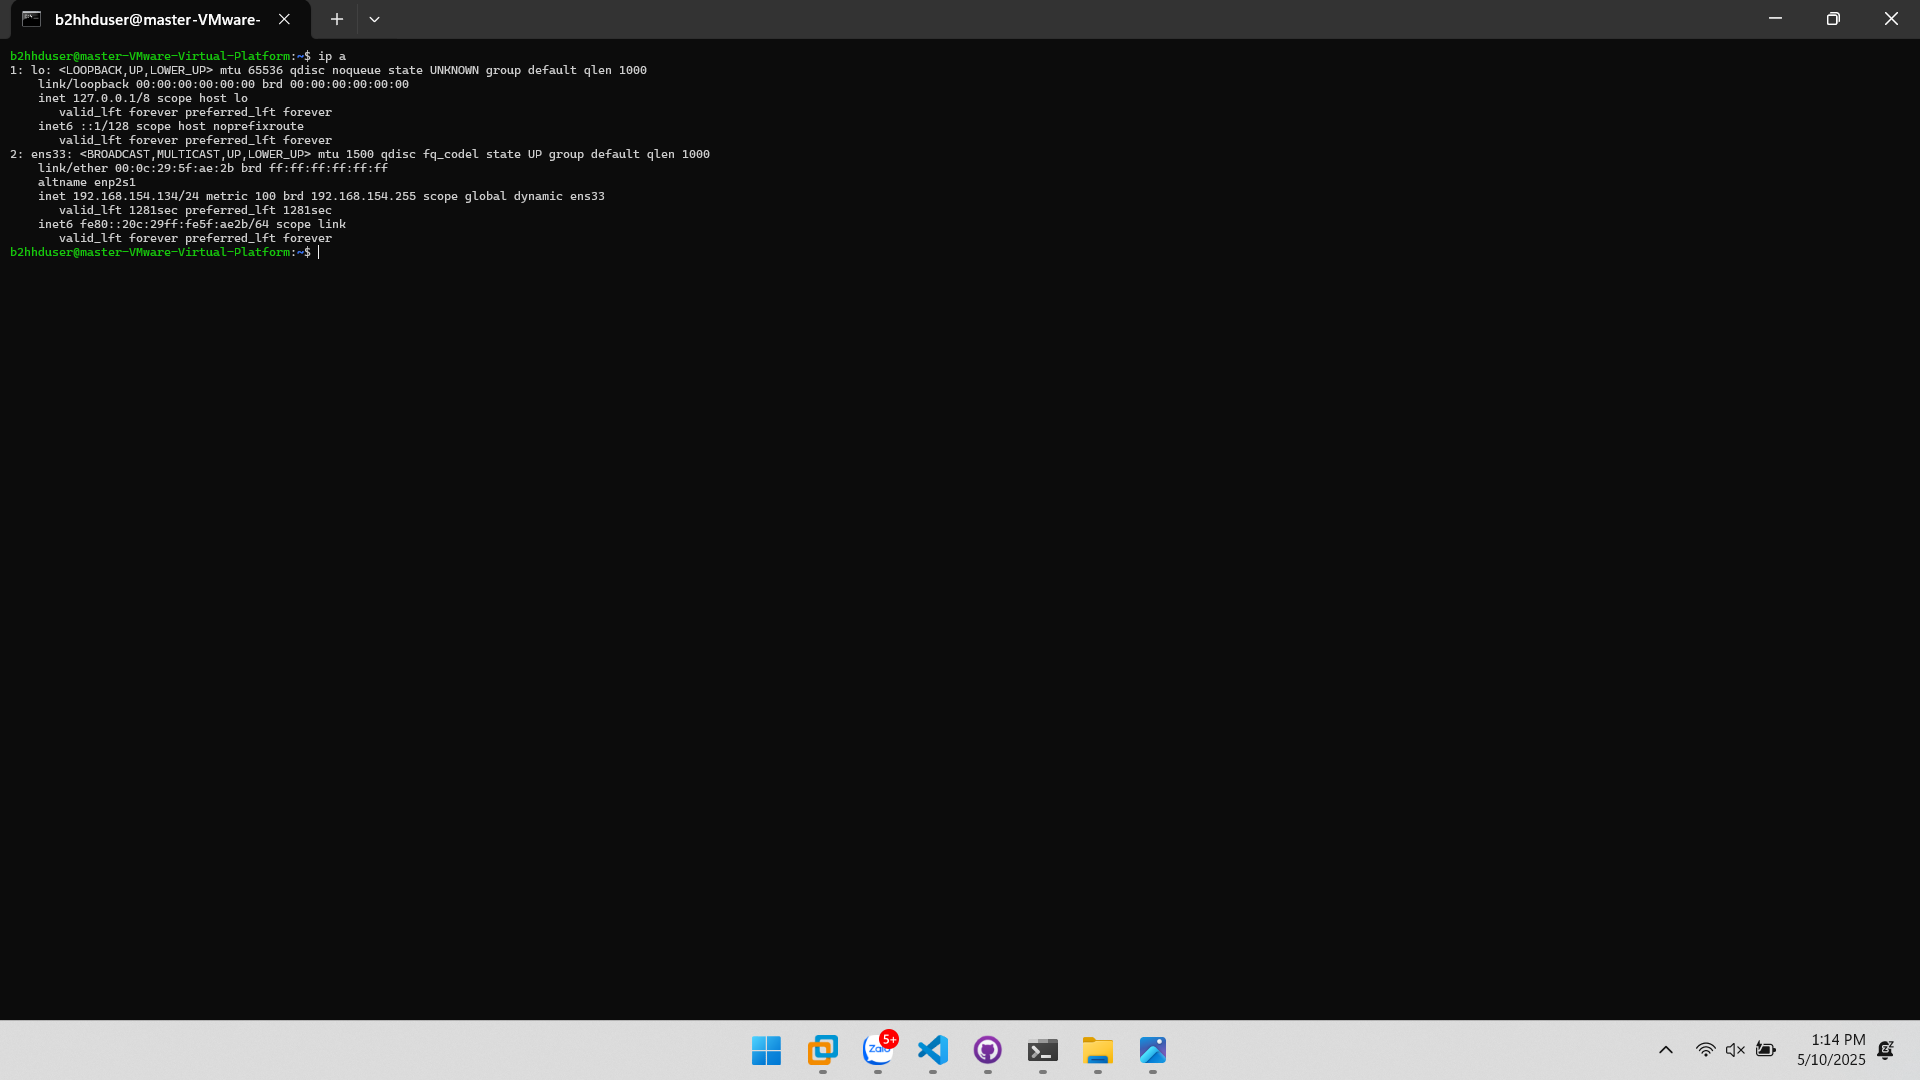 b2hhduser@master-VMware-
b2hhduser@master-VMware-Virtual-Platform:~$ ip a
1: lo: <LOOPBACK,UP,LOWER_UP> mtu 65536 qdisc noqueue state UNKNOWN group default qlen 1000
    link/loopback 00:00:00:00:00:00 brd 00:00:00:00:00:00
    inet 127.0.0.1/8 scope host lo
       valid_lft forever preferred_lft forever
    inet6 ::1/128 scope host noprefixroute
       valid_lft forever preferred_lft forever
2: ens33: <BROADCAST,MULTICAST,UP,LOWER_UP> mtu 1500 qdisc fq_codel state UP group default qlen 1000
    link/ether 00:0c:29:5f:ae:2b brd ff:ff:ff:ff:ff:ff
    altname enp2s1
    inet 192.168.154.134/24 metric 100 brd 192.168.154.255 scope global dynamic ens33
       valid_lft 1281sec preferred_lft 1281sec
    inet6 fe80::20c:29ff:fe5f:ae2b/64 scope link
       valid_lft forever preferred_lft forever
b2hhduser@master-VMware-Virtual-Platform:~$
Zalo
5+
1:14 PM
5/10/2025